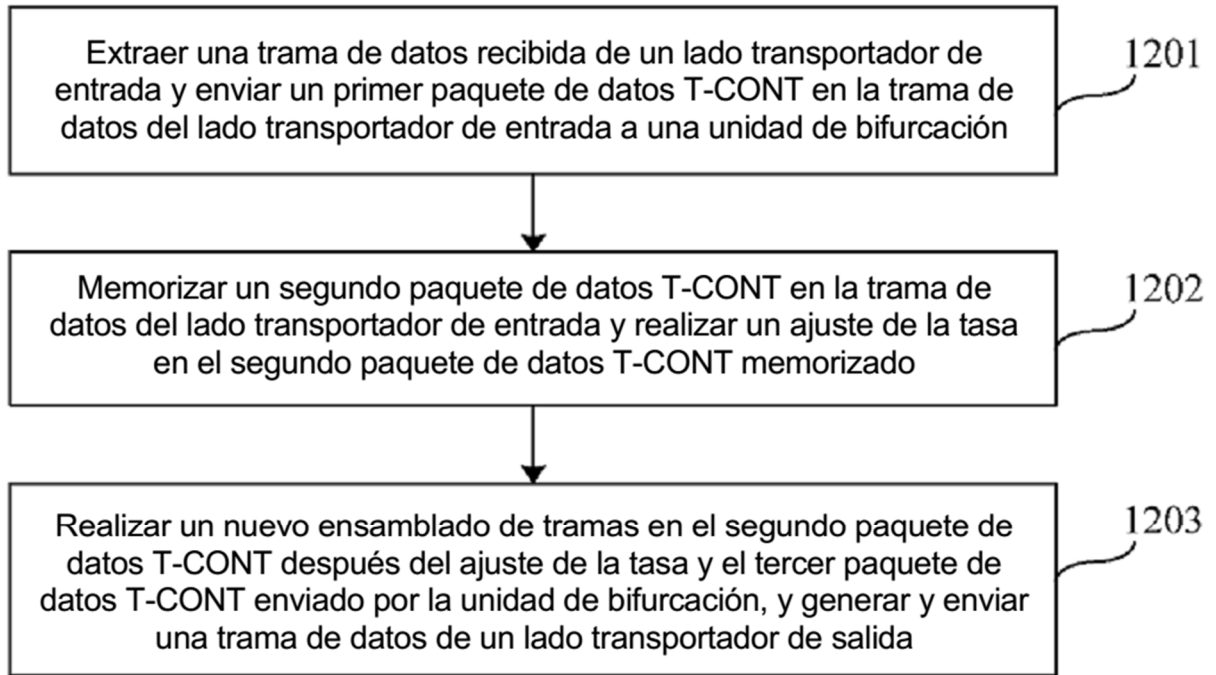 Extraer una trama de datos recibida de un lado transportador de
entrada y enviar un primer paquete de datos T-CONT en la trama de
datos del lado transportador de entrada a una unidad de bifurcación
1201
Memorizar un segundo paquete de datos T-CONT en la trama de
datos del lado transportador de entrada y realizar un ajuste de la tasa
en el segundo paquete de datos T-CONT memorizado
1202
Realizar un nuevo ensamblado de tramas en el segundo paquete de
datos T-CONT después del ajuste de la tasa y el tercer paquete de
datos T-CONT enviado por la unidad de bifurcación, y generar y enviar
una trama de datos de un lado transportador de salida
1203